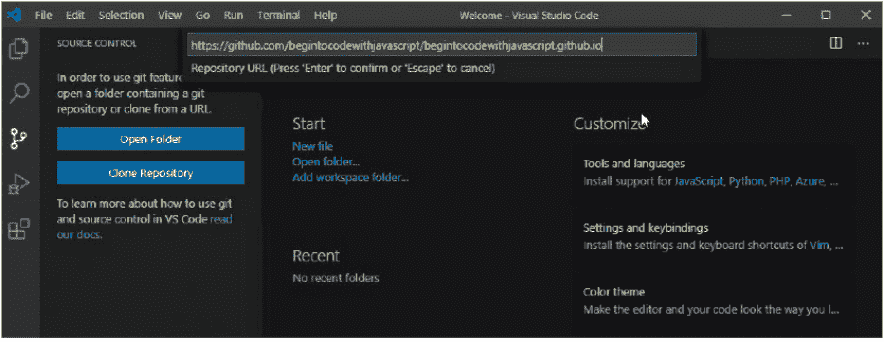 File Edit Selection View Go Run Terminal Help Welcome - Visual Studio Code
SOURCE CONTROL
https://github.com/begintocodewithjavascript/begintocodewithjavascript.github.io
Repository URL (Press 'Enter' to confirm or 'Escape' to cancel)
In order to use git feature
open a folder containing a git
repository or clone from a URL.
Open Folder
Clone Repository
To learn more about how to use git
and source control in VS Code read
our docs.
Start
New file
Open folder...
Add workspace folder...
Recent
No recent folders
Customize
Tools and languages
Install support for JavaScript, Python, PHP, Azure, ...
Settings and keybindings
Install the settings and keyboard shortcuts of Vim, ...
Color theme
Make the editor and your code look the way you l...